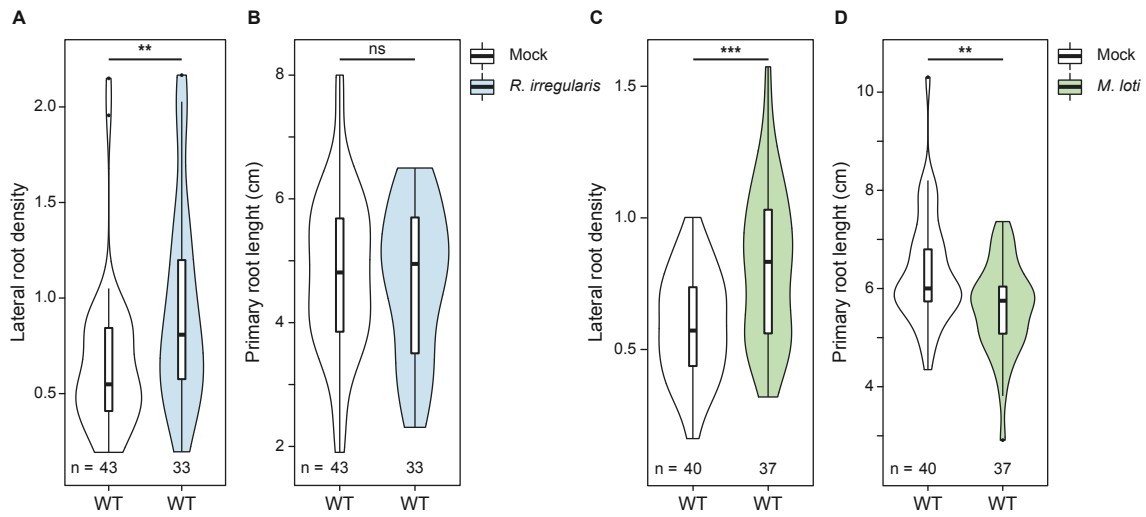 A
B
C
D
**
ns
***
**
Mock
R. irregularis
Mock
M. loti
Lateral root density
2.0
1.5
1.0
0.5
n = 43
33
WT
WT
Primary root lenght (cm)
8
6
4
2
n = 43
33
WT
WT
Lateral root density
1.5
1.0
0.5
n = 40
37
WT
WT
Primary root lenght (cm)
10
8
6
4
n = 40
37
WT
WT